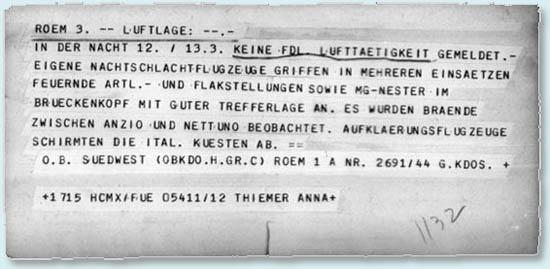 ROEM 3. -- LUFTLAGE: --.-
IN DER NACHT 12. / 13.3. KEINE FDL. LUFTTAETIGKEIT GEMELDET.-
EIGENE NACHTSCHLACHTFLUGZEUGE GRIFFEN IN MEHREREN EINSAETZEN
FEUERNDE ARTL.- UND FLAKSTELLUNGEN SOWIE MG-NESTER IM
BRUECKENKOPF MIT GUTER TREFFERLAGE AN. ES WURDEN BRAENDE
ZWISCHEN ANZIO UND NETTUNO BEOBACHTET. AUFKLAERUNGSFLUGZEUGE
SCHIRMTEN DIE ITAL. KUESTEN AB. ==
O.B. SUEDWEST (OBKDO.H.GR.C) ROEM 1 A NR. 2691/44 G.KDOS. +
+1715 HCMX/FUE 05411/12 THIEMER ANNA+
1132